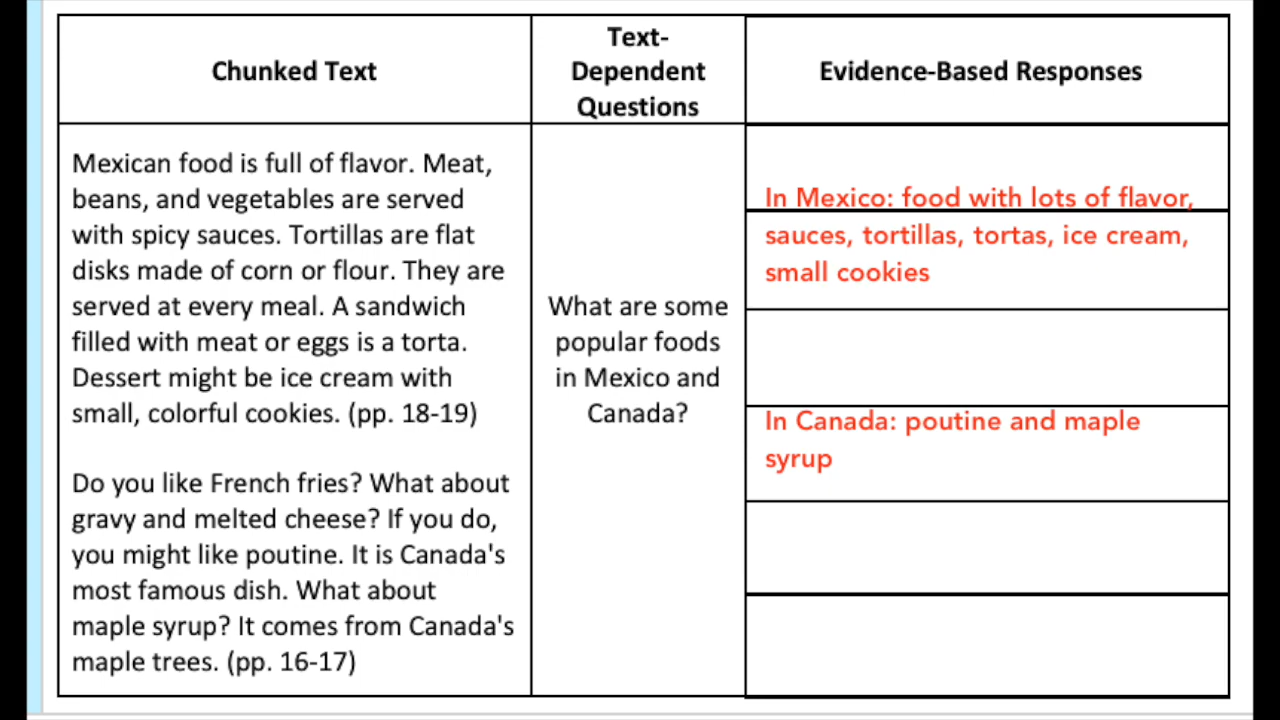 Chunked Text
Text-
Dependent
Questions
Evidence-Based Responses
Mexican food is full of flavor. Meat,
beans, and vegetables are served
with spicy sauces. Tortillas are flat
disks made of corn or flour. They are
served at every meal. A sandwich
filled with meat or eggs is a torta.
Dessert might be ice cream with
small, colorful cookies. (pp. 18-19)
Do you like French fries? What about
gravy and melted cheese? If you do,
you might like poutine. It is Canada's
most famous dish. What about
maple syrup? It comes from Canada's
maple trees. (pp. 16-17)
What are some
popular foods
in Mexico and
Canada?
In Mexico: food with lots of flavor,
sauces, tortillas, tortas, ice cream,
small cookies
In Canada: poutine and maple
syrup